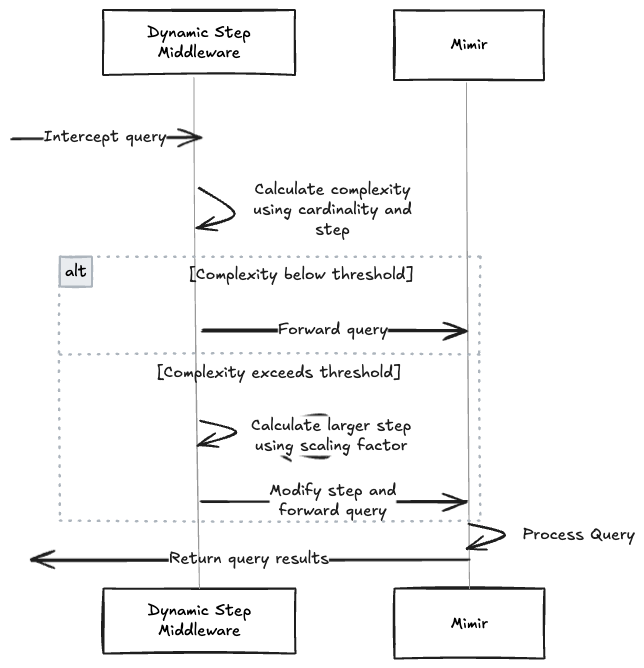 Dynamic Step
Middleware
Mimir
Intercept query
Calculate complexity
using cardinality and
step
alt
[Complexity below threshold]
Forward query
[Complexity exceeds threshold]
Calculate larger step
using scaling factor
Modify step and
forward query
Process Query
Return query results
Dynamic Step
Middleware
Mimir